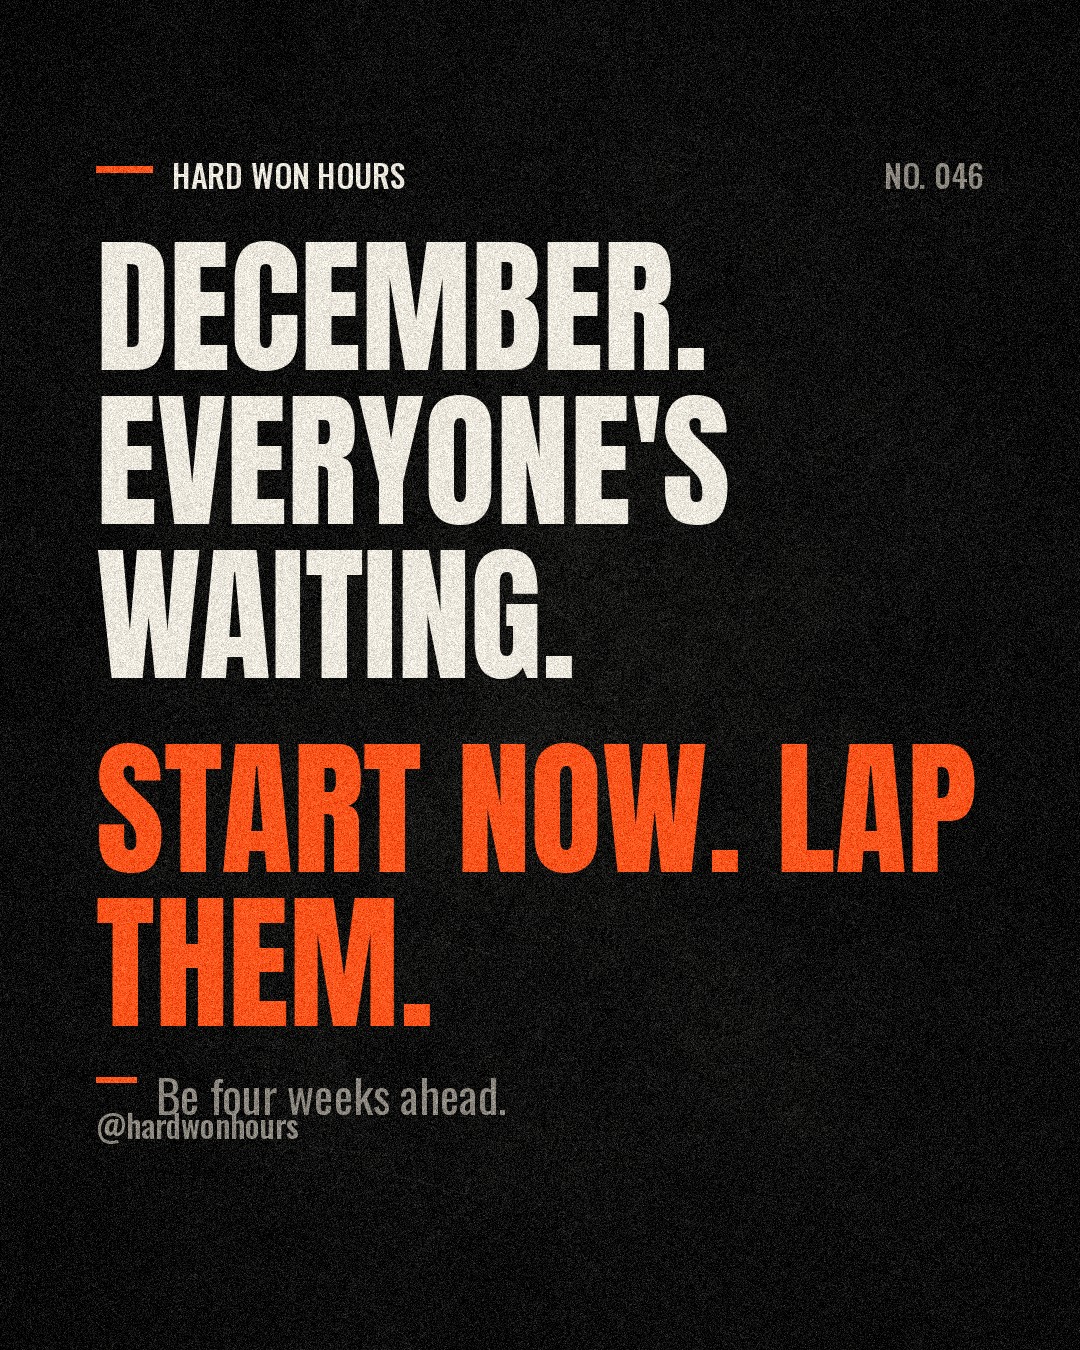 HARD WON HOURS NO. 046
DECEMBER.
EVERYONE'S
WAITING.
START NOW. LAP
THEM.
Be four weeks ahead.
@hardwonhours